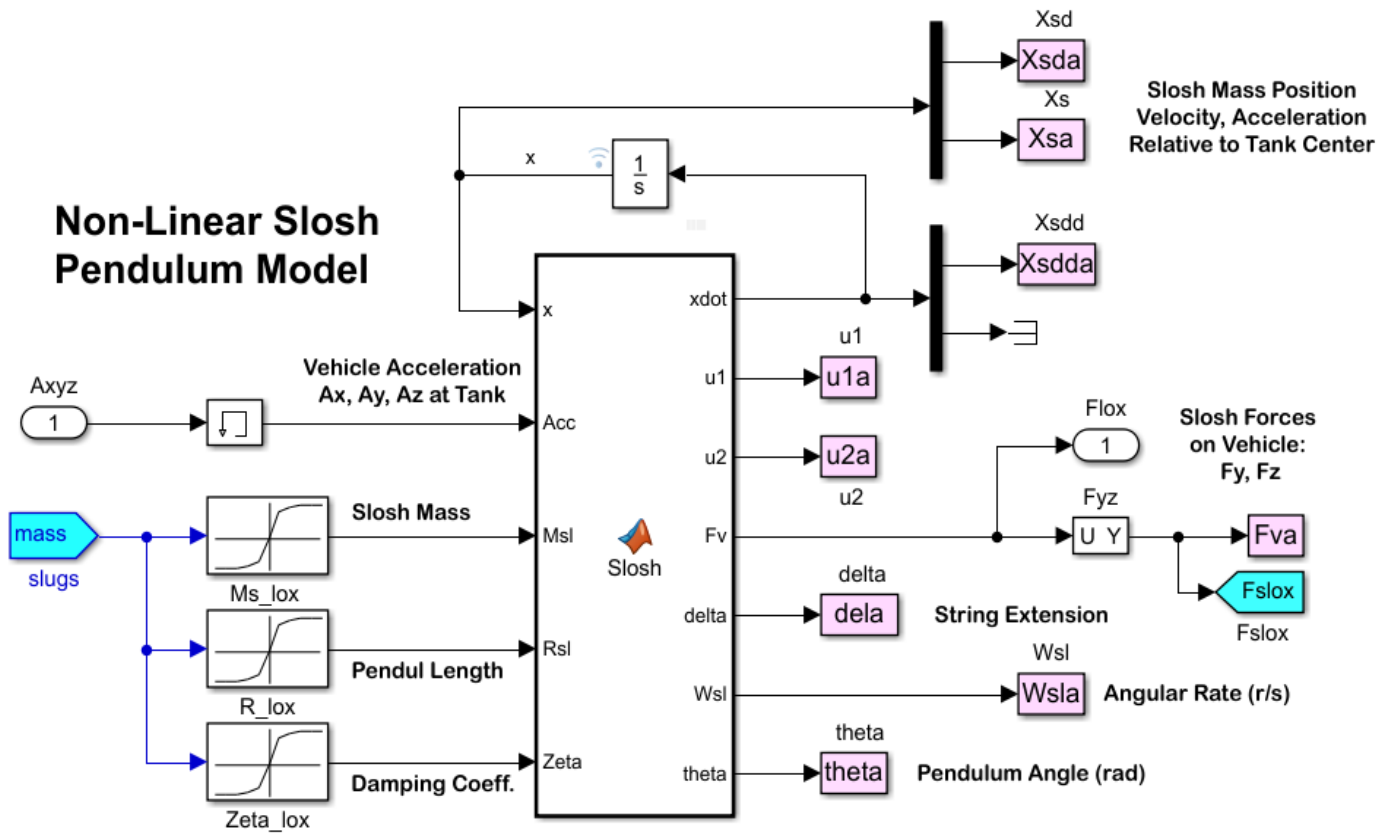 Xsd
Xsda
Xs
Xsa
Slosh Mass Position
Velocity, Acceleration
Relative to Tank Center
x
1
s
Non-Linear Slosh
Pendulum Model
Xsdd
Xsdda
x
xdot
u1
u1
u1a
Vehicle Acceleration
Ax, Ay, Az at Tank
Axyz
1
Acc
u2
u2a
u2
Flox
1
Slosh Forces
on Vehicle:
Fy, Fz
mass
slugs
Slosh Mass
Ms_lox
Msl
Slosh
Fv
Fyz
U Y
Fva
Fslox
Fslox
delta
delta
dela
String Extension
Pendul Length
R_lox
Rsl
Wsl
Wsl
Wsla
Angular Rate (r/s)
Damping Coeff.
Zeta_lox
Zeta
theta
theta
theta
Pendulum Angle (rad)